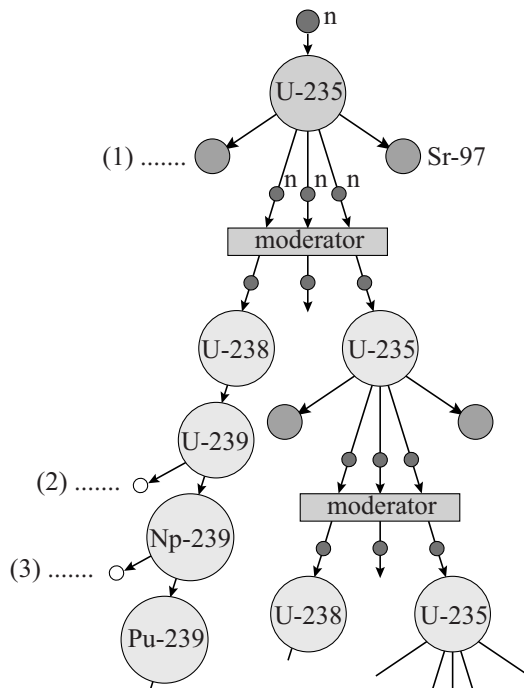 n
U-235
(1) .......
Sr-97
n
n
n
moderator
U-238
U-235
U-239
(2) .......
moderator
Np-239
(3) .......
U-238
U-235
Pu-239